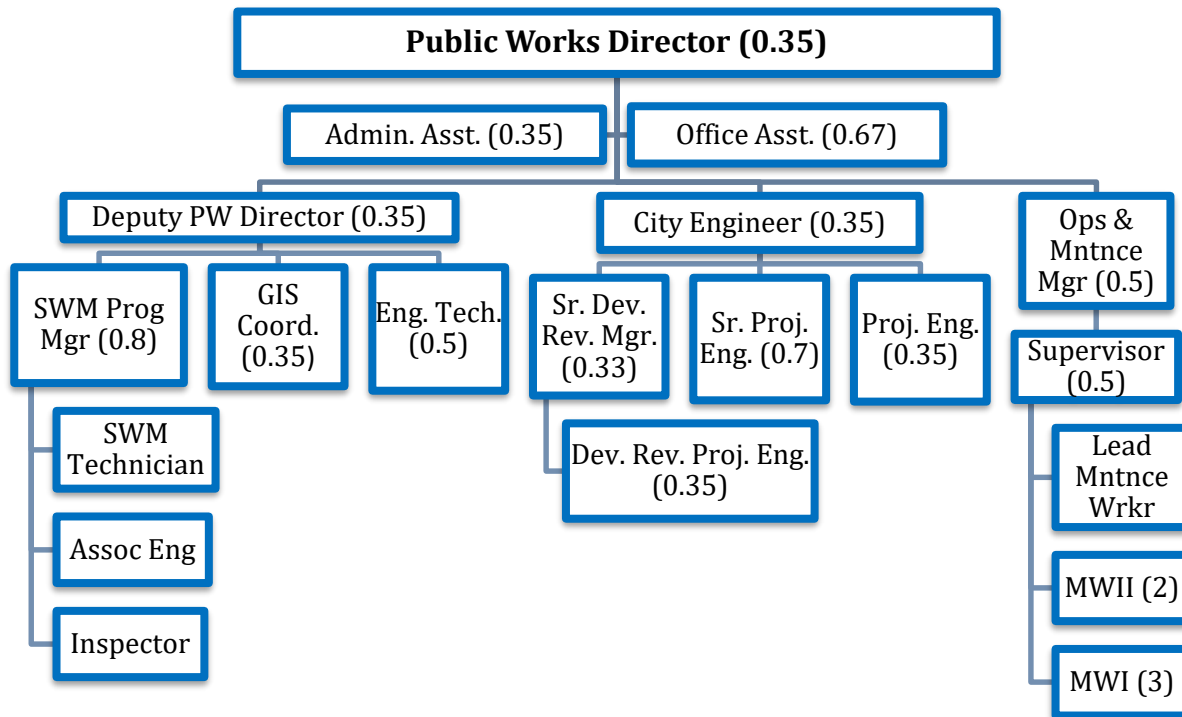 Public Works Director (0.35)
Admin. Asst. (0.35)
Office Asst. (0.67)
Deputy PW Director (0.35)
City Engineer (0.35)
Ops &
Mntnce
Mgr (0.5)
SWM Prog
Mgr (0.8)
GIS
Coord.
(0.35)
Eng. Tech.
(0.5)
Sr. Dev.
Rev. Mgr.
(0.33)
Sr. Proj.
Eng. (0.7)
Proj. Eng.
(0.35)
Supervisor
(0.5)
SWM
Technician
Assoc Eng
Inspector
Dev. Rev. Proj. Eng.
(0.35)
Lead
Mntnce
Wrkr
MWII (2)
MWI (3)